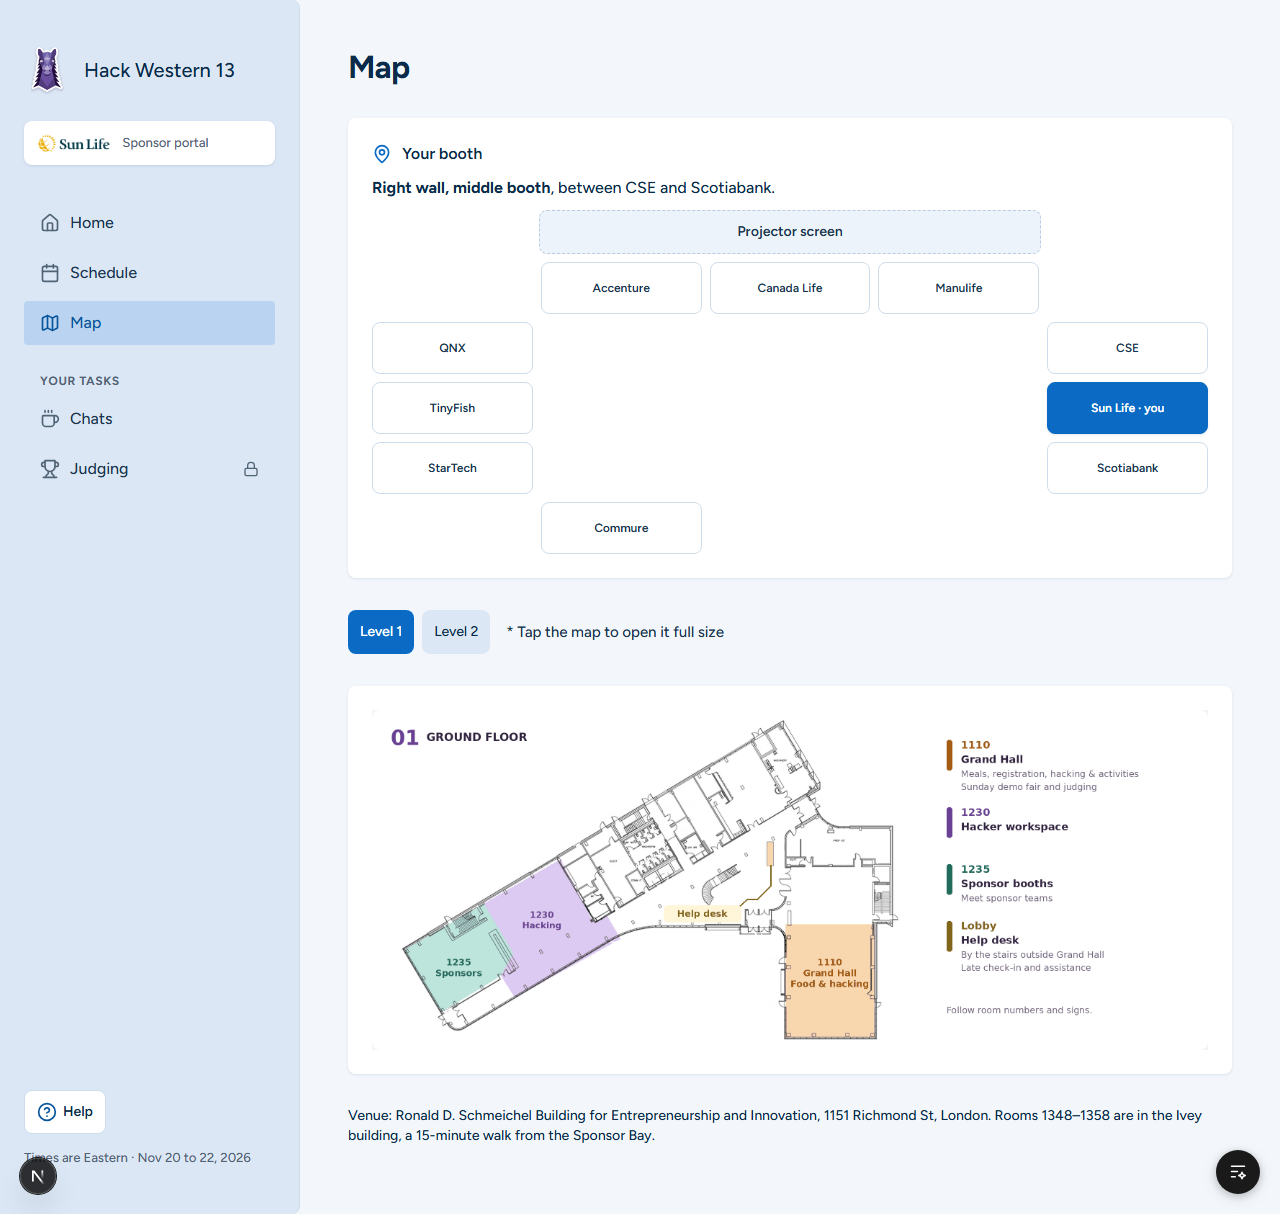 Hack Western 13
Sun Life Sponsor portal
Home
Schedule
Map
YOUR TASKS
Chats
Judging
Help
Times are Eastern · Nov 20 to 22, 2026
N
Map
Your booth
Right wall, middle booth, between CSE and Scotiabank.
Projector screen
Accenture
Canada Life
Manulife
QNX
CSE
TinyFish
Sun Life · you
StarTech
Scotiabank
Commure
Level 1
Level 2
* Tap the map to open it full size
01 GROUND FLOOR
1230
Hacking
1235
Sponsors
Help desk
1110
Grand Hall
Food & hacking
1110
Grand Hall
Meals, registration, hacking & activities
Sunday demo fair and judging
1230
Hacker workspace
1235
Sponsor booths
Meet sponsor teams
Lobby
Help desk
By the stairs outside Grand Hall
Late check-in and assistance
Follow room numbers and signs.
Venue: Ronald D. Schmeichel Building for Entrepreneurship and Innovation, 1151 Richmond St, London. Rooms 1348–1358 are in the Ivey
building, a 15-minute walk from the Sponsor Bay.